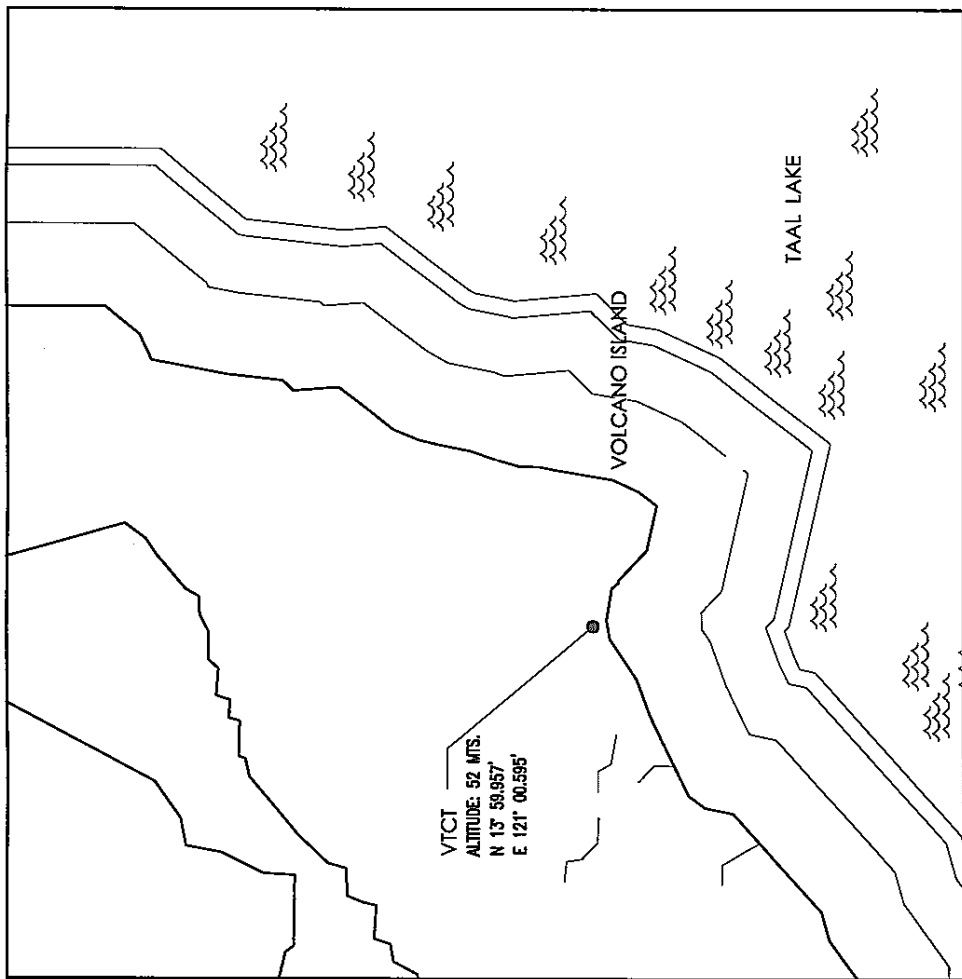 VTCT
ALTITUDE: 52 MTS.
N 13° 59.957'
E 121° 00.595'
VOLCANO ISLAND
TAAL LAKE